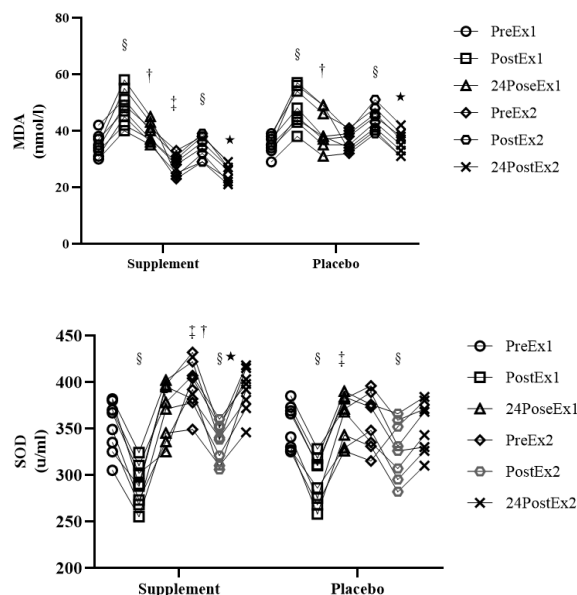 80
60
40
20
0
MDA
(nmol/l)
§
†
‡
§
★
§
†
§
★
Supplement
Placebo
PreEx1
PostEx1
24PoseEx1
PreEx2
PostEx2
24PostEx2
450
400
350
300
250
200
SOD
(u/ml)
§
‡ †
§ ★
§
‡
§
Supplement
Placebo
PreEx1
PostEx1
24PoseEx1
PreEx2
PostEx2
24PostEx2